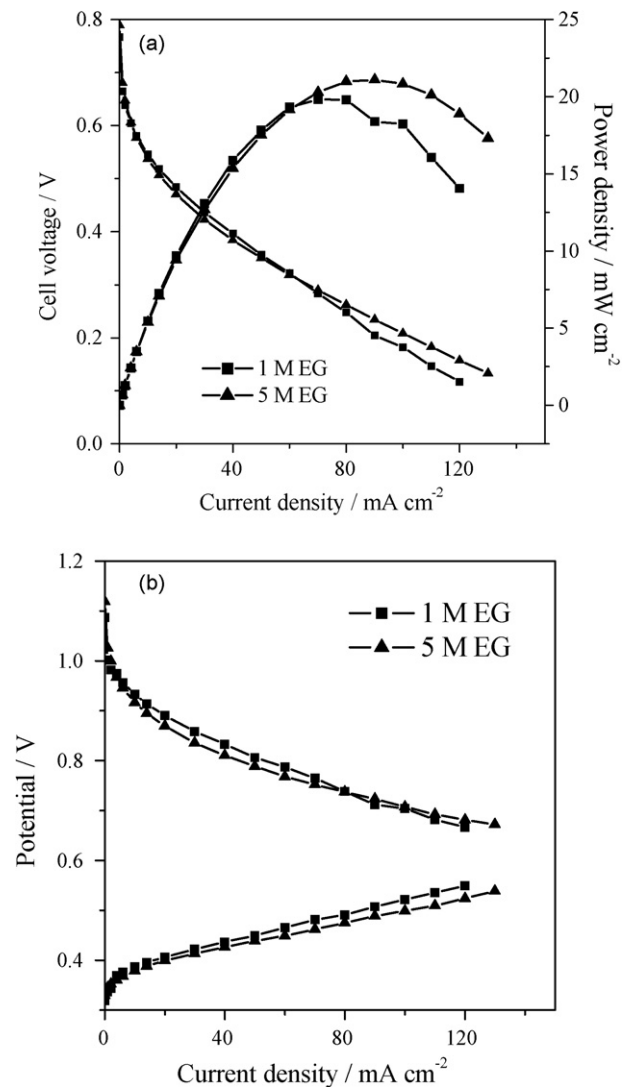 (a)
0.8
0.6
0.4
0.2
0.0
Cell voltage / V
25
20
15
10
5
0
Power density / mW cm⁻²
1 M EG
5 M EG
0
40
80
120
Current density / mA cm⁻²
(b)
1.2
1.0
0.8
0.6
0.4
Potential / V
1 M EG
5 M EG
0
40
80
120
Current density / mA cm⁻²